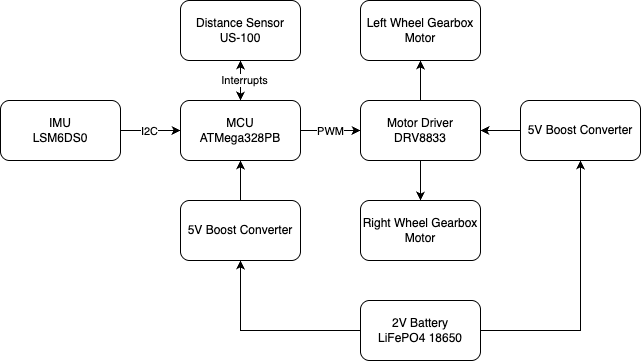 Distance Sensor
US-100
Left Wheel Gearbox
Motor
Interrupts
IMU
LSM6DS0
I2C
MCU
ATMega328PB
PWM
Motor Driver
DRV8833
5V Boost Converter
5V Boost Converter
Right Wheel Gearbox
Motor
2V Battery
LiFePO4 18650